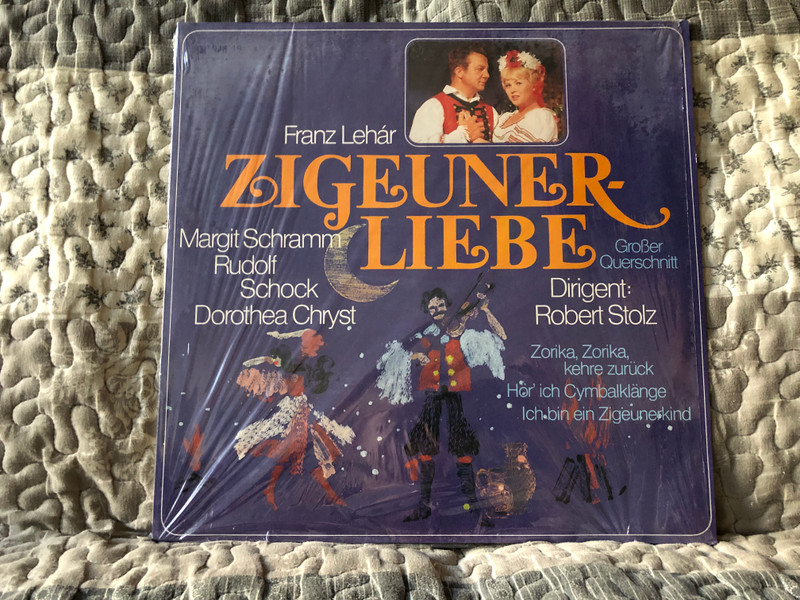 Franz Lehár
ZIGEUNER-
LIEBE
Großer
Querschnitt
Margit Schramm
Rudolf
Schock
Dorothea Chryst
Dirigent:
Robert Stolz
Zorika, Zorika,
kehre zurück
Hör' ich Cymbalklänge
Ich bin ein Zigeunerkind